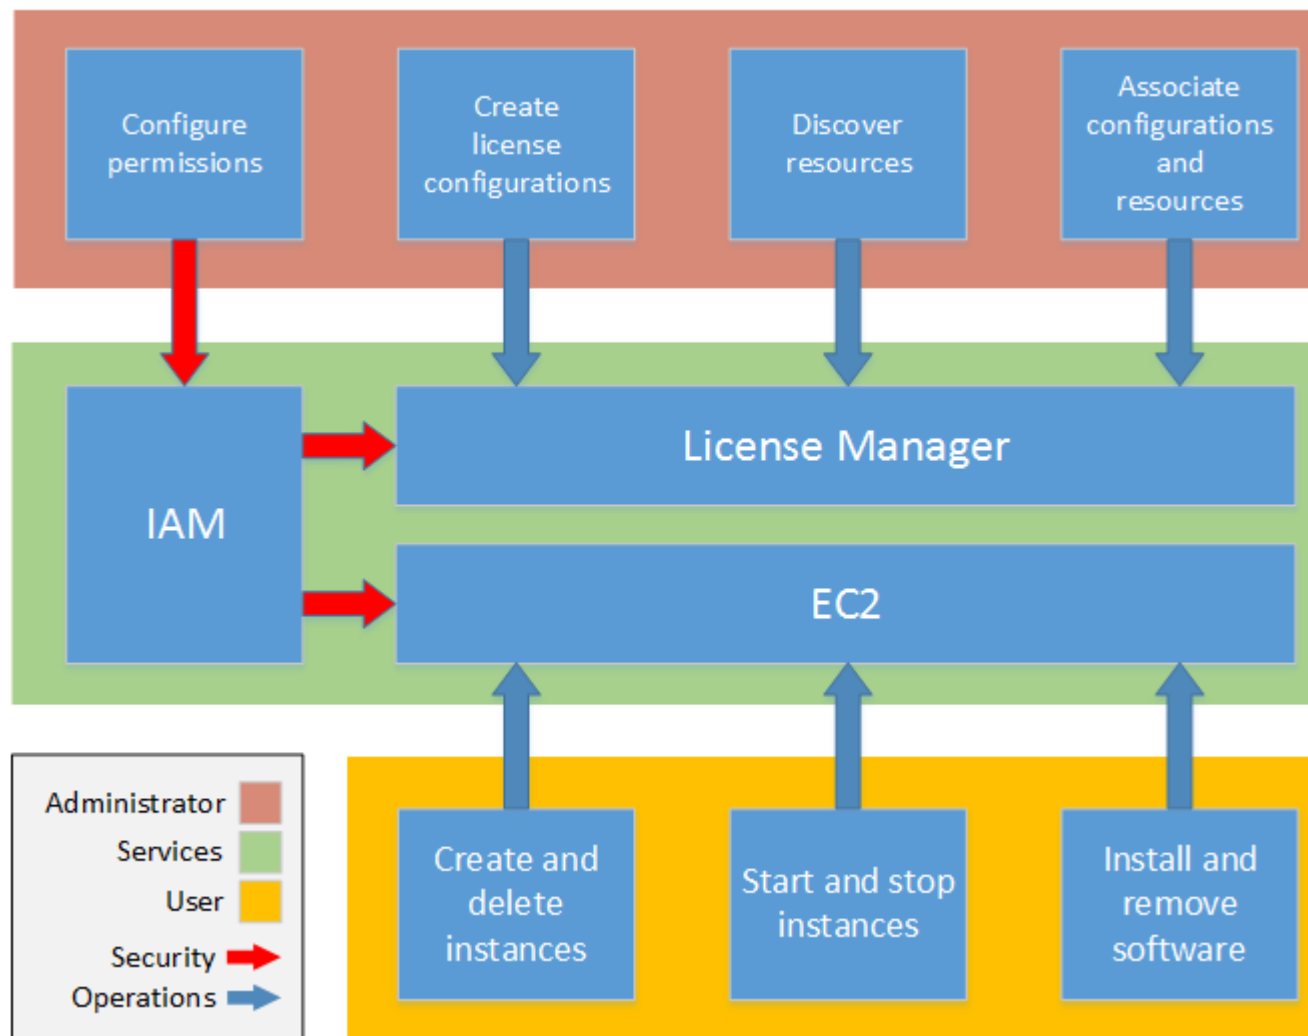 Configure
permissions
Create
license
configurations
Discover
resources
Associate
configurations
and
resources
IAM
License Manager
EC2
Administrator
Services
User
Security
Operations
Create and
delete
instances
Start and stop
instances
Install and
remove
software